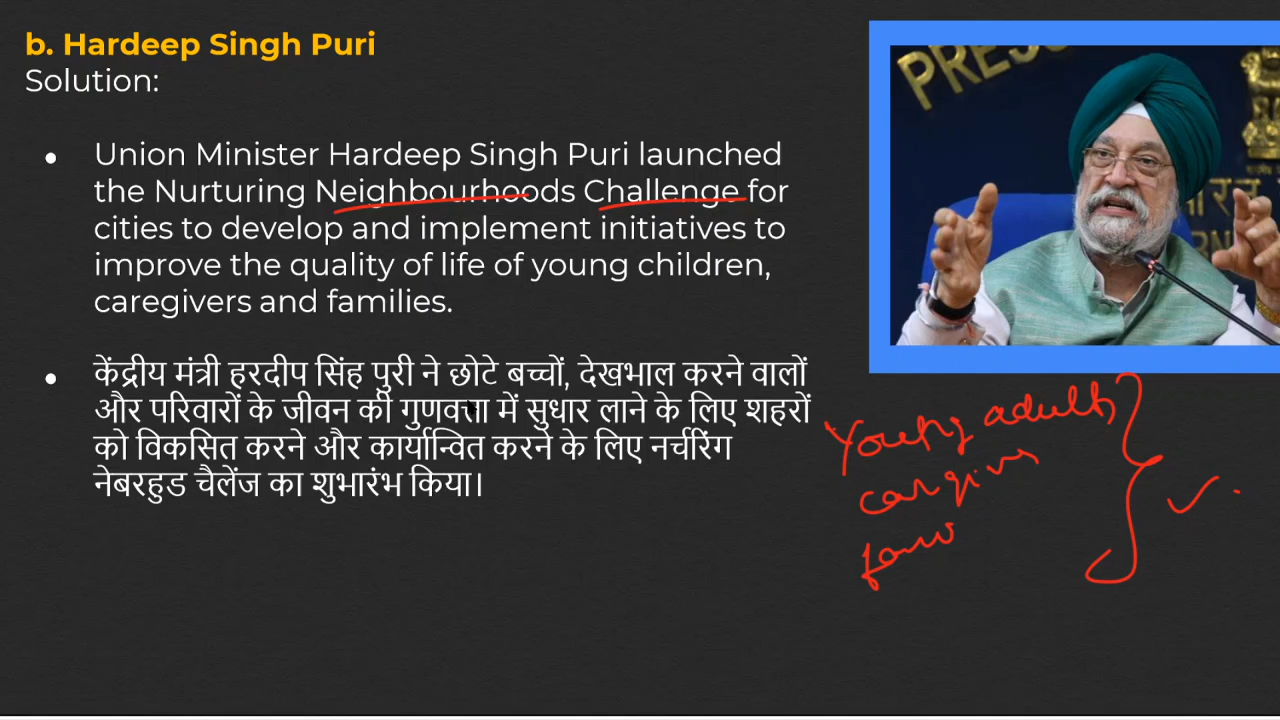 b. Hardeep Singh Puri
Solution:
Union Minister Hardeep Singh Puri launched
the Nurturing Neighbourhoods Challenge for
cities to develop and implement initiatives to
improve the quality of life of young children,
caregivers and families.
केंद्रीय मंत्री हरदीप सिंह पुरी ने छोटे बच्चों, देखभाल करने वालों
और परिवारों के जीवन की गुणवत्ता में सुधार लाने के लिए शहरों
को विकसित करने और कार्यान्वित करने के लिए नर्चरिंग
नेबरहुड चैलेंज का शुभारंभ किया।
Young adults